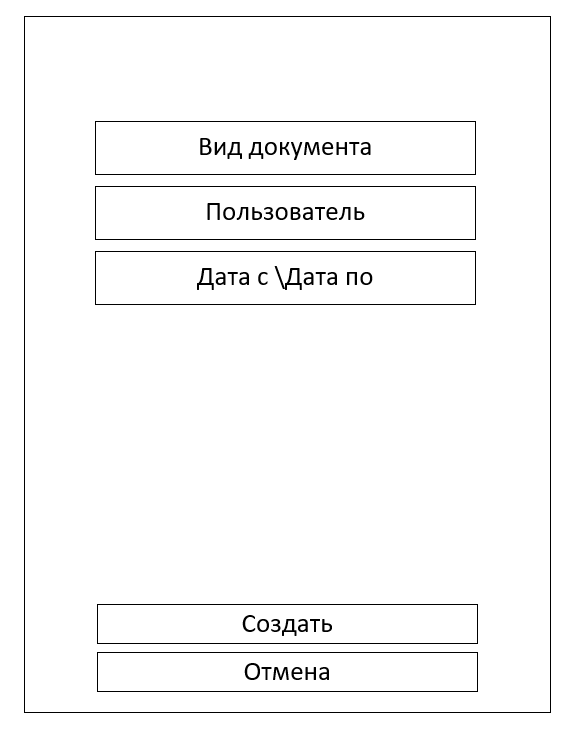 Вид документа
Пользователь
Дата с \Дата по
Создать
Отмена